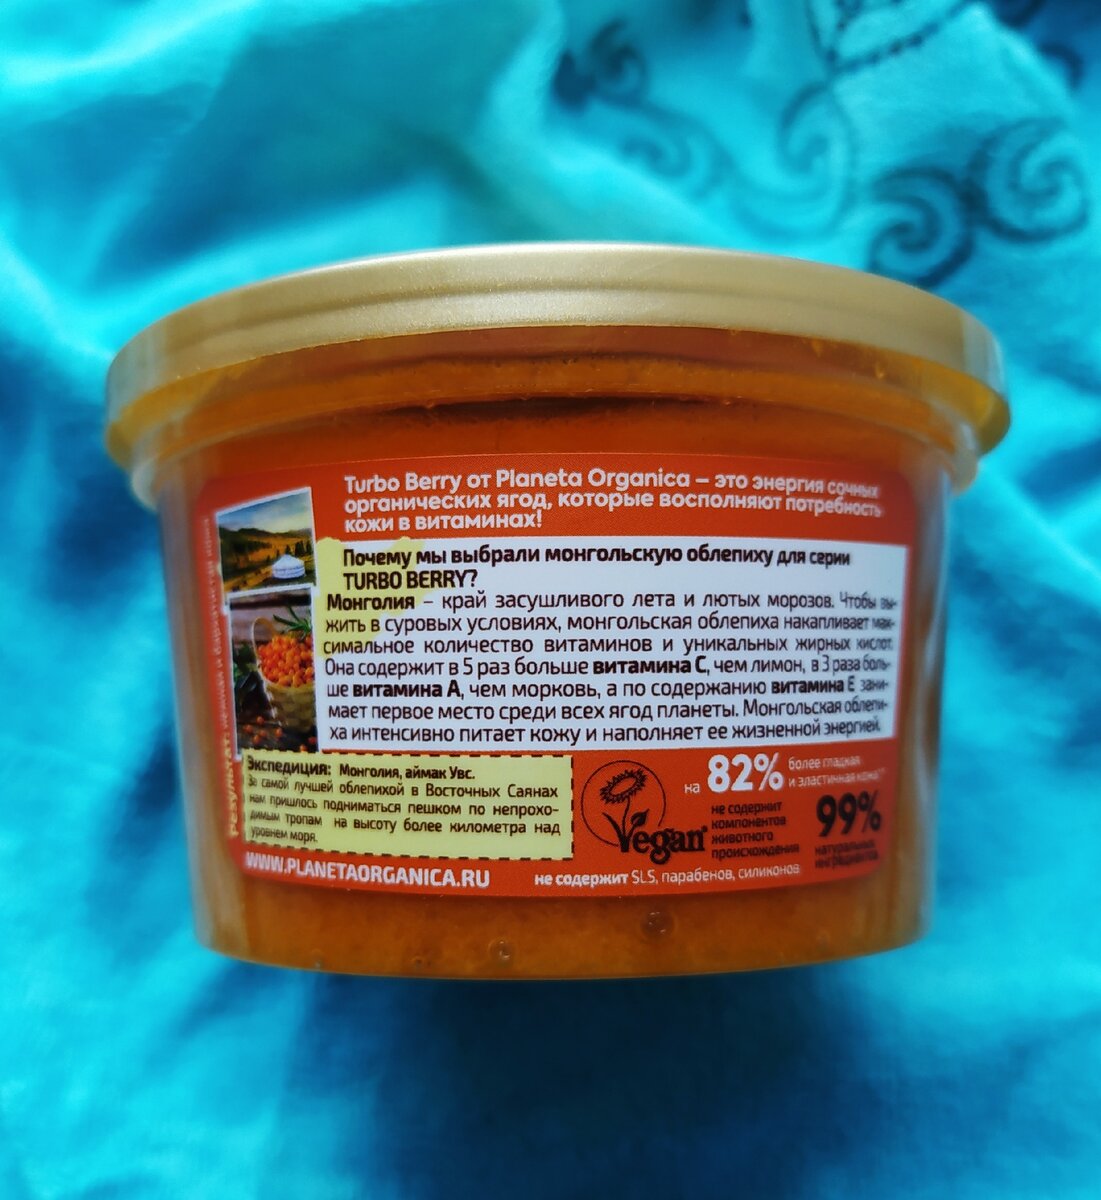 Turbo Berry от Planeta Organica – это энергия сочных
органических ягод, которые восполняют потребность
кожи в витаминах!
Почему мы выбрали монгольскую облепиху для серии
TURBO BERRY?
Монголия – край засушливого лета и лютых морозов. Чтобы вы-
жить в суровых условиях, монгольская облепиха накапливает мак-
симальное количество витаминов и уникальных жирных кислот.
Она содержит в 5 раз больше витамина С, чем лимон, в 3 раза боль-
ше витамина А, чем морковь, а по содержанию витамина Е зани-
мает первое место среди всех ягод планеты. Монгольская облепи-
ха интенсивно питает кожу и наполняет ее жизненной энергией.
Экспедиция: Монголия, аймак Увс.
За самой лучшей облепихой в Восточных Саянах
нам пришлось подниматься пешком по непрохо-
димым тропам на высоту более километра над
уровнем моря.
WWW.PLANETAORGANICA.RU
Vegan
на 82% более гладкая
и эластичная кожа
не содержит
компонентов
животного
происхождения
99%
натуральных
ингредиентов
не содержит SLS, парабенов, силиконов
Результат: нежная и бархатистая